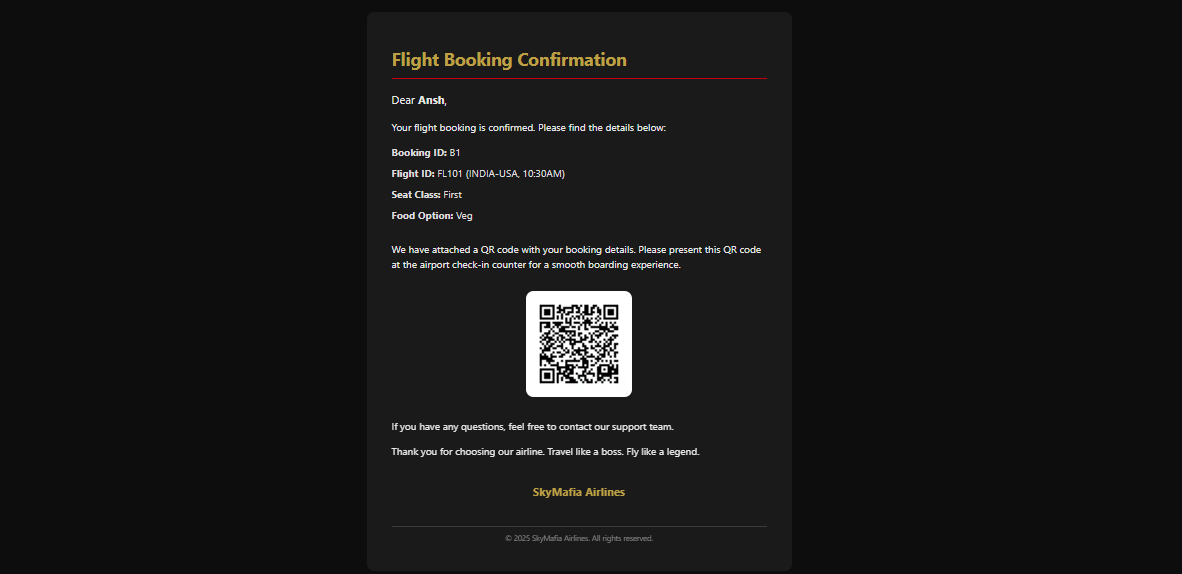 Flight Booking Confirmation
Dear Ansh,
Your flight booking is confirmed. Please find the details below:
Booking ID: B1
Flight ID: FL101 (INDIA-USA, 10:30AM)
Seat Class: First
Food Option: Veg
We have attached a QR code with your booking details. Please present this QR code
at the airport check-in counter for a smooth boarding experience.
If you have any questions, feel free to contact our support team.
Thank you for choosing our airline. Travel like a boss. Fly like a legend.
SkyMafia Airlines
© 2025 SkyMafia Airlines. All rights reserved.